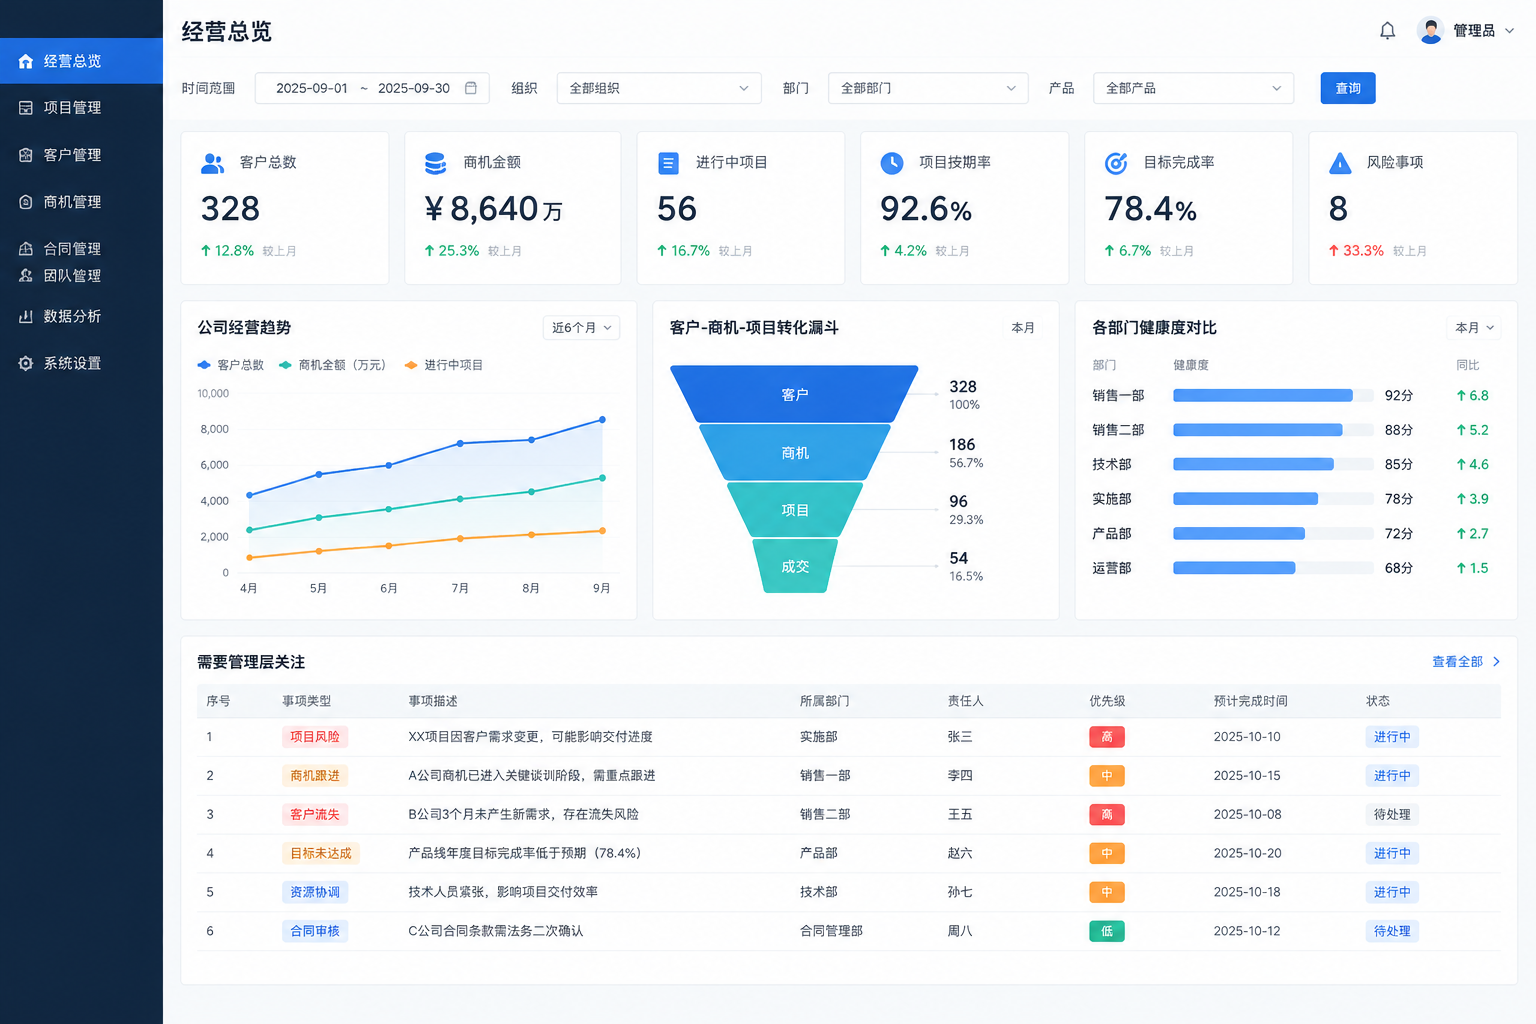 经营总览
项目管理
客户管理
商机管理
合同管理
团队管理
数据分析
系统设置
经营总览
管理员
时间范围 2025-09-01 ~ 2025-09-30 组织 全部组织 部门 全部部门 产品 全部产品 查询
客户总数
328
↑ 12.8% 较上月
商机金额
¥ 8,640 万
↑ 25.3% 较上月
进行中项目
56
↑ 16.7% 较上月
项目按期率
92.6%
↑ 4.2% 较上月
目标完成率
78.4%
↑ 6.7% 较上月
风险事项
8
↑ 33.3% 较上月
公司经营趋势 近6个月
客户总数 商机金额(万元) 进行中项目
10,000
8,000
6,000
4,000
2,000
0
4月 5月 6月 7月 8月 9月
客户-商机-项目转化漏斗 本月
客户 328
100%
商机 186
56.7%
项目 96
29.3%
成交 54
16.5%
各部门健康度对比 本月
部门 健康度 同比
销售一部 92分 ↑ 6.8
销售二部 88分 ↑ 5.2
技术部 85分 ↑ 4.6
实施部 78分 ↑ 3.9
产品部 72分 ↑ 2.7
运营部 68分 ↑ 1.5
需要管理层关注 查看全部
序号 事项类型 事项描述 所属部门 责任人 优先级 预计完成时间 状态
1 项目风险 XX项目因客户需求变更，可能影响交付进度 实施部 张三 高 2025-10-10 进行中
2 商机跟进 A公司商机已进入关键谈训阶段，需重点跟进 销售一部 李四 中 2025-10-15 进行中
3 客户流失 B公司3个月未产生新需求，存在流失风险 销售二部 王五 高 2025-10-08 待处理
4 目标未达成 产品线年度目标完成率低于预期（78.4%） 产品部 赵六 中 2025-10-20 进行中
5 资源协调 技术人员紧张，影响项目交付效率 技术部 孙七 中 2025-10-18 进行中
6 合同审核 C公司合同条款需法务二次确认 合同管理部 周八 低 2025-10-12 待处理